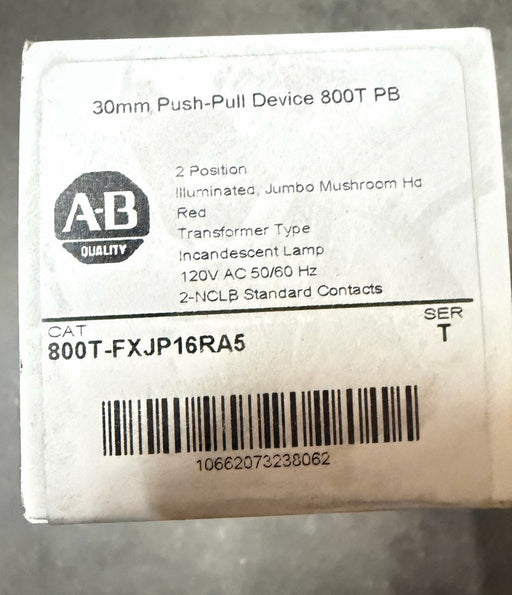 30mm Push-Pull Device 800T PB
2 Position
Illuminated, Jumbo Mushroom Hd
Red
Transformer Type
Incandescent Lamp
120V AC 50/60 Hz
2-NCLB Standard Contacts
A-B
QUALITY
CAT
800T-FXJP16RA5
SER
T
10662073238062